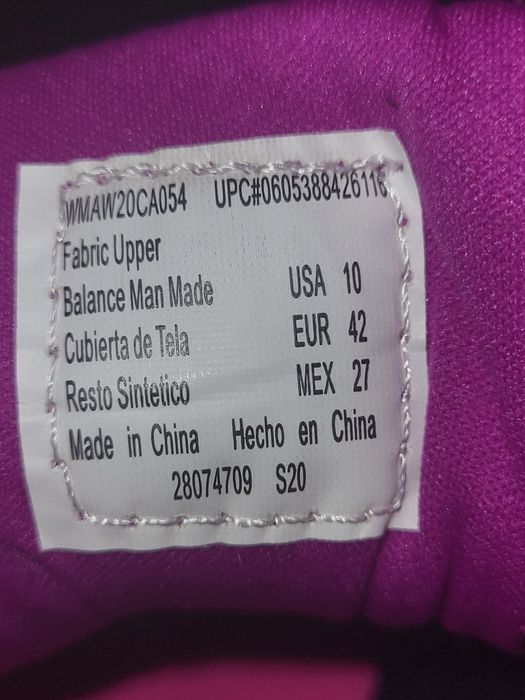 WMAW20CA054 UPC#0605388426116
Fabric Upper
Balance Man Made USA 10
Cubierta de Tela EUR 42
Resto Sintetico MEX 27
Made in China Hecho en China
28074709 S20